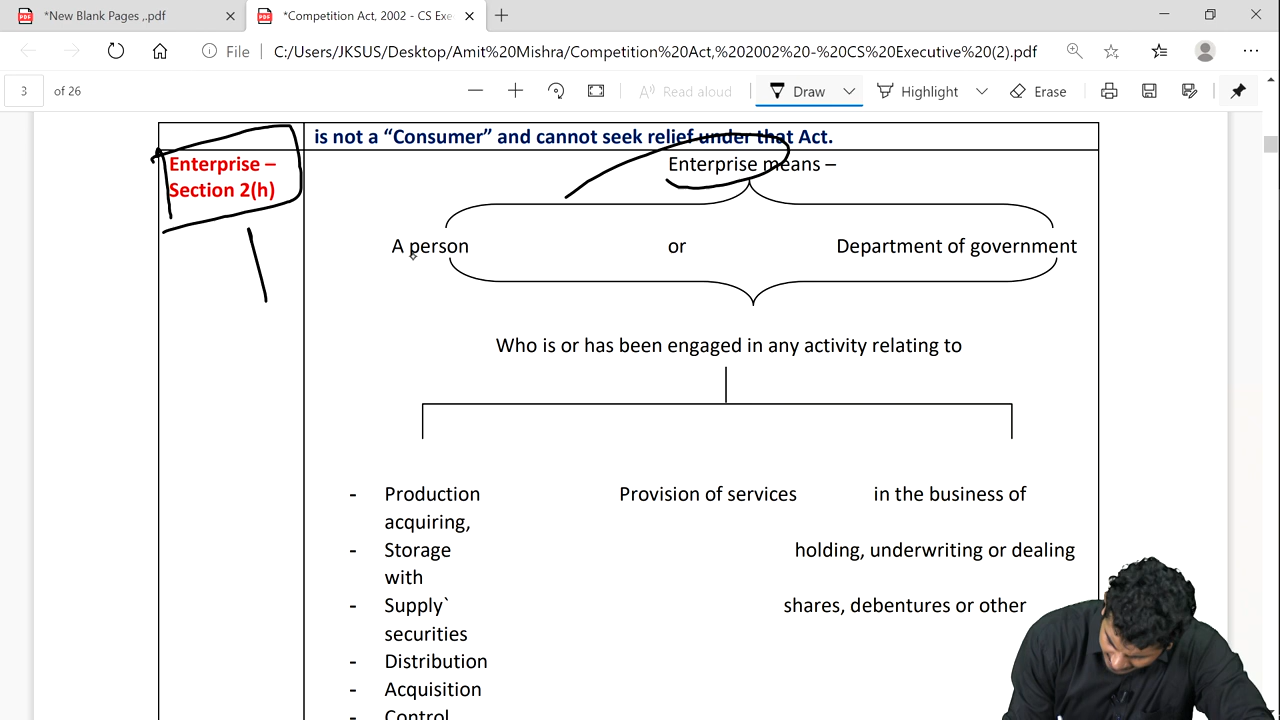 *New Blank Pages ,.pdf
*Competition Act, 2002 - CS Exe
File
C:/Users/JKSUS/Desktop/Amit%20Mishra/Competition%20Act,%202002%20-%20CS%20Executive%20(2).pdf
3 of 26
Read aloud
Draw
Highlight
Erase
is not a “Consumer” and cannot seek relief under that Act.
Enterprise –
Section 2(h)
Enterprise means –
A person or Department of government
Who is or has been engaged in any activity relating to
- Production Provision of services in the business of
acquiring,
- Storage holding, underwriting or dealing
with
- Supply` shares, debentures or other
securities
- Distribution
- Acquisition
- Control